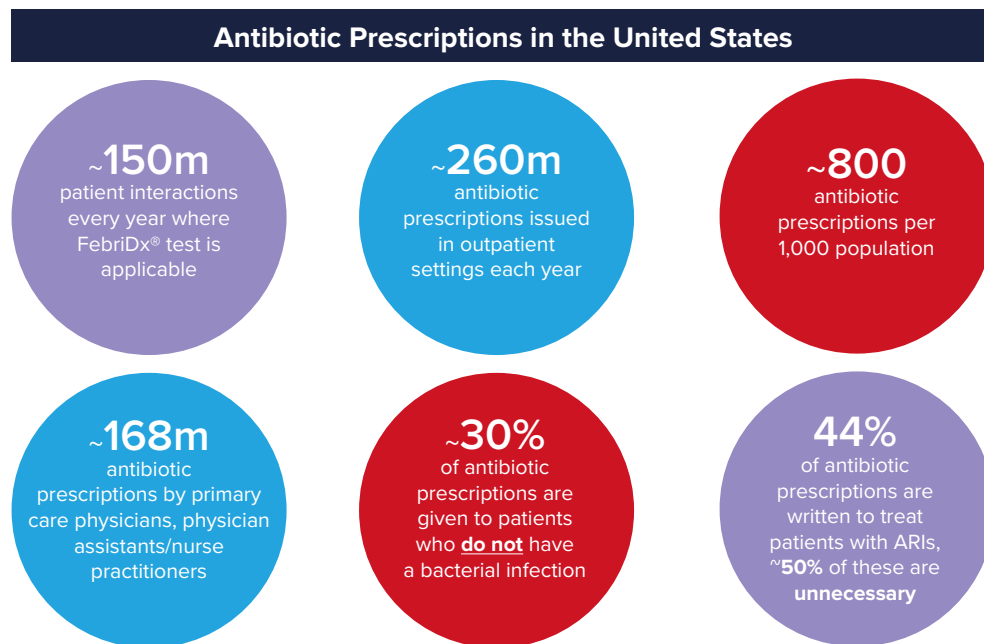 Antibiotic Prescriptions in the United States
~150m
patient interactions
every year where
FebriDx® test is
applicable
~260m
antibiotic
prescriptions issued
in outpatient
settings each year
~800
antibiotic
prescriptions per
1,000 population
~168m
antibiotic
prescriptions by primary
care physicians, physician
assistants/nurse
practitioners
~30%
of antibiotic
prescriptions are
given to patients
who do not have
a bacterial infection
44%
of antibiotic
prescriptions are
written to treat
patients with ARIs,
~50% of these are
unnecessary